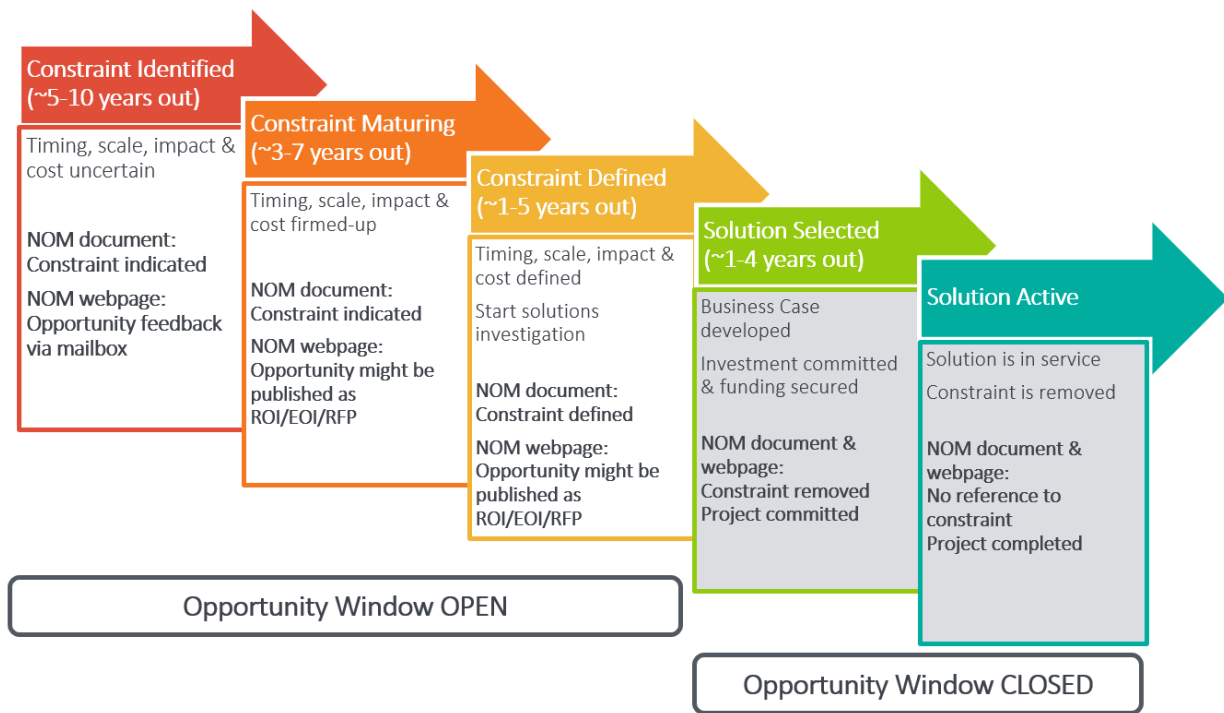 Constraint Identified
(~5-10 years out)
Timing, scale, impact &
cost uncertain
NOM document:
Constraint indicated
NOM webpage:
Opportunity feedback
via mailbox
Constraint Maturing
(~3-7 years out)
Timing, scale, impact &
cost firmed-up
NOM document:
Constraint indicated
NOM webpage:
Opportunity might be
published as
ROI/EOI/RFP
Constraint Defined
(~1-5 years out)
Timing, scale, impact &
cost defined
Start solutions
investigation
NOM document:
Constraint defined
NOM webpage:
Opportunity might be
published as
ROI/EOI/RFP
Solution Selected
(~1-4 years out)
Business Case
developed
Investment committed
& funding secured
NOM document &
webpage:
Constraint removed
Project committed
Solution Active
Solution is in service
Constraint is removed
NOM document &
webpage:
No reference to
constraint
Project completed
Opportunity Window OPEN
Opportunity Window CLOSED